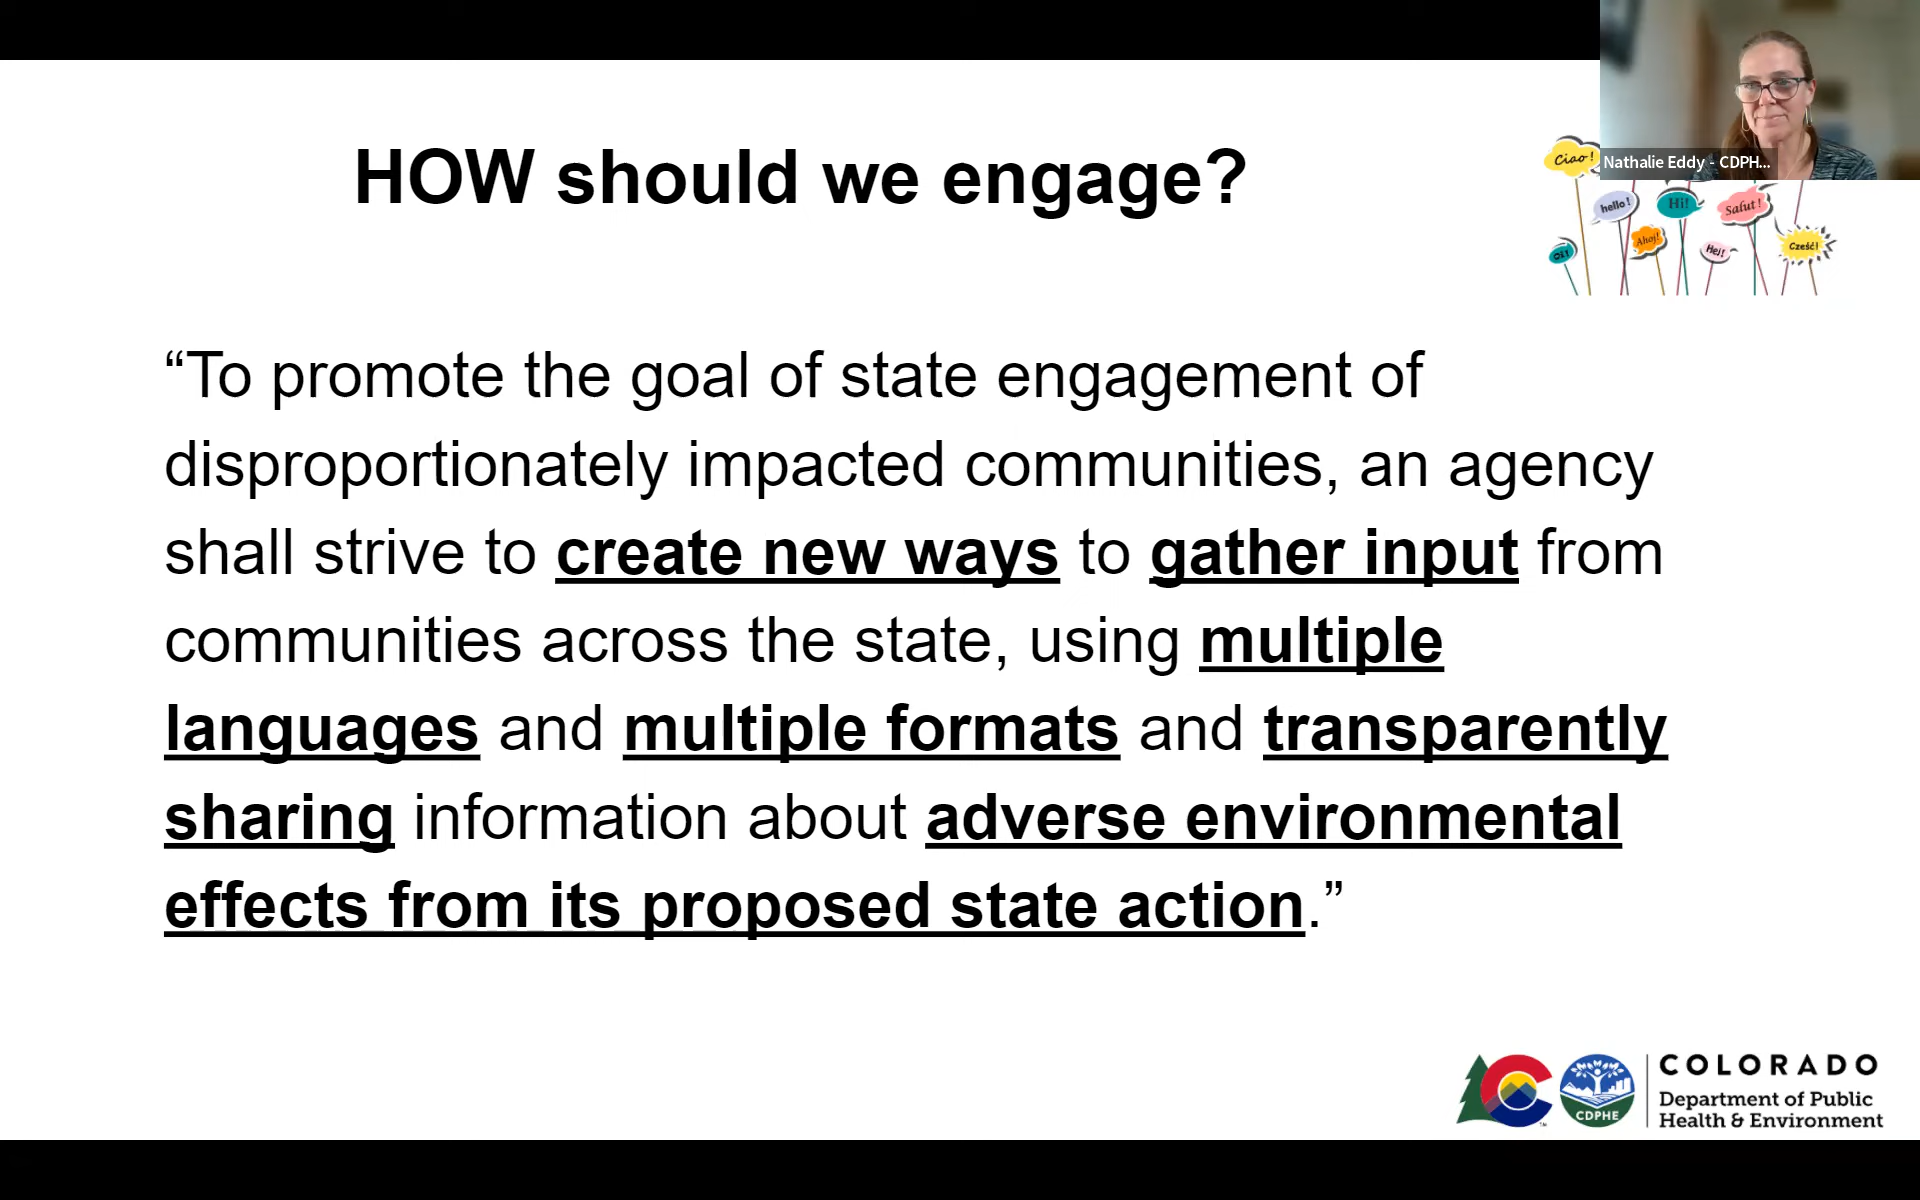 HOW should we engage?
Ciao!
Nathalie Eddy - CDPH...
hello!
Hi!
Salut!
Ahoj!
Hej!
Cześć!
Olá!
“To promote the goal of state engagement of
disproportionately impacted communities, an agency
shall strive to create new ways to gather input from
communities across the state, using multiple
languages and multiple formats and transparently
sharing information about adverse environmental
effects from its proposed state action.”
CDPHE
COLORADO
Department of Public
Health & Environment